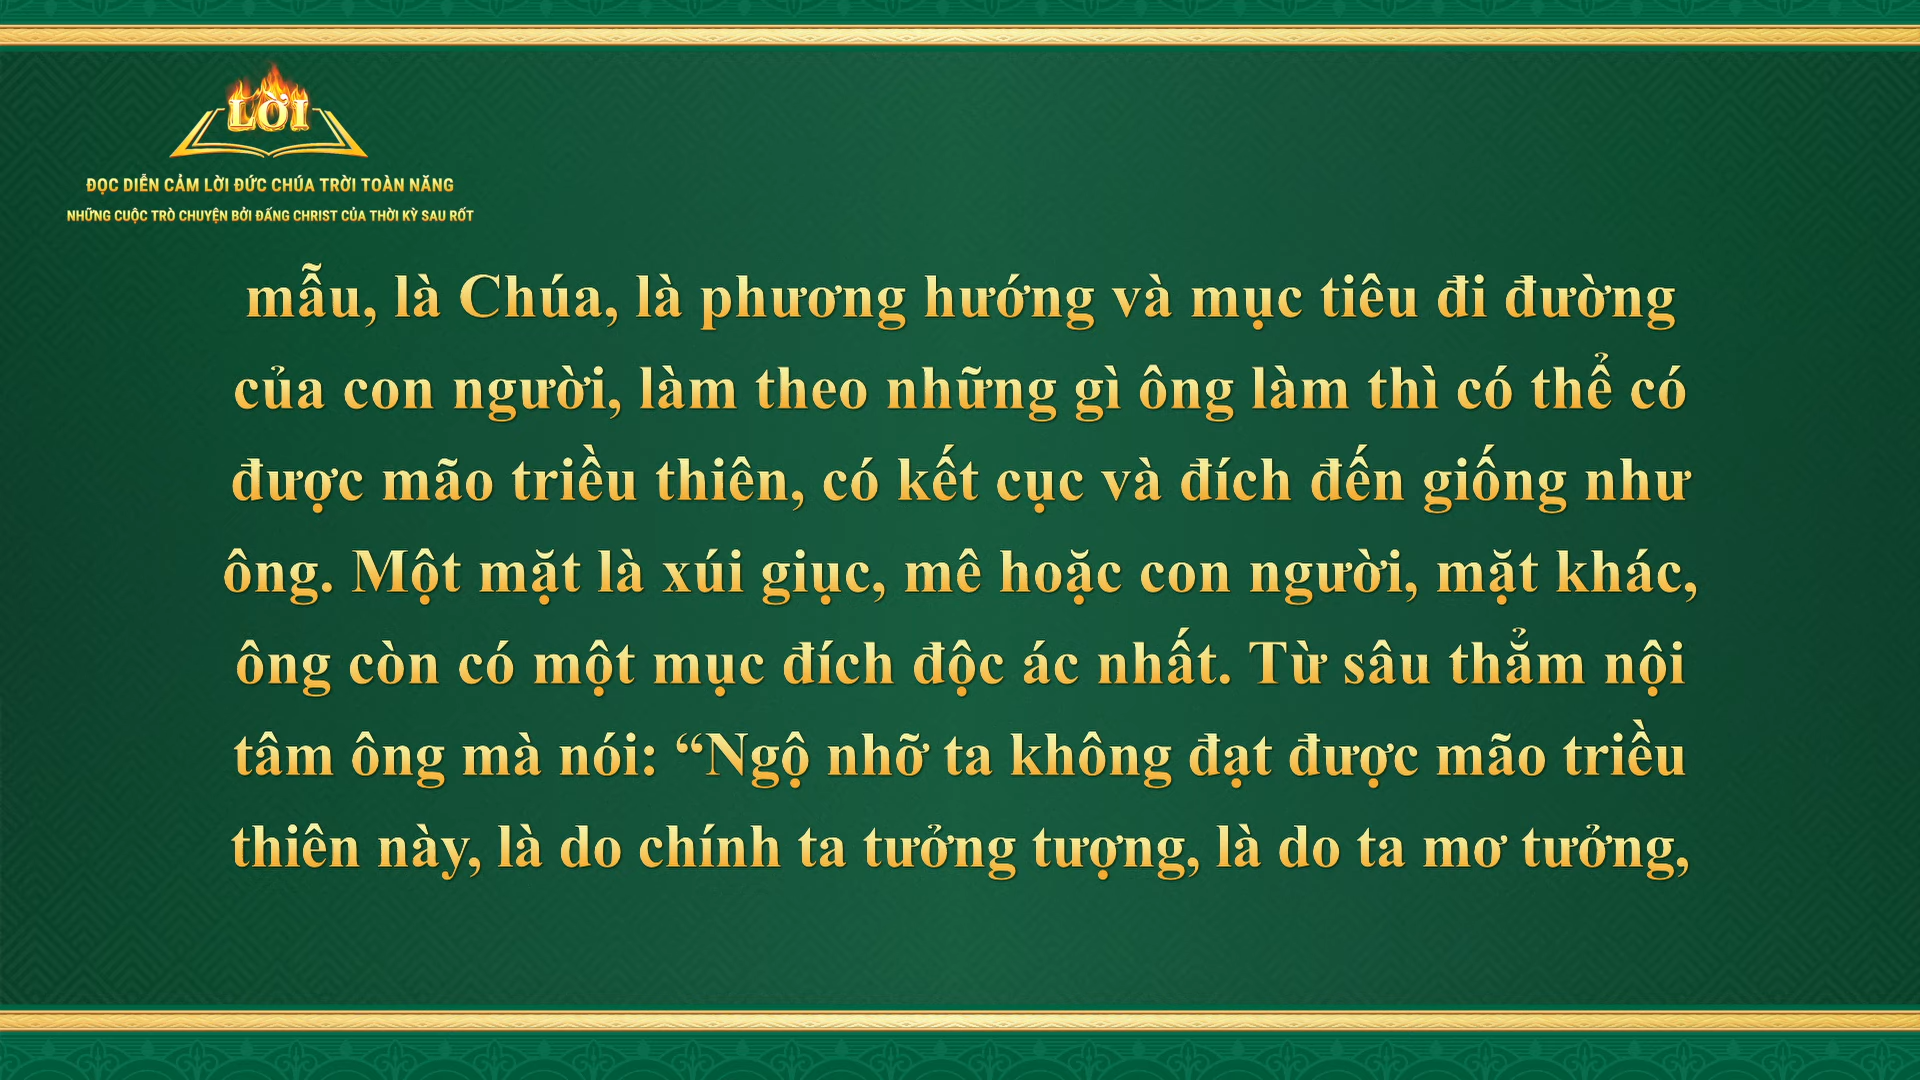 LỜI
ĐỌC DIỄN CẢM LỜI ĐỨC CHÚA TRỜI TOÀN NĂNG
NHỮNG CUỘC TRÒ CHUYỆN BỞI ĐẤNG CHRIST CỦA THỜI KỲ SAU RỐT
mẫu, là Chúa, là phương hướng và mục tiêu đi đường
của con người, làm theo những gì ông làm thì có thể có
được mão triều thiên, có kết cục và đích đến giống như
ông. Một mặt là xúi giục, mê hoặc con người, mặt khác,
ông còn có một mục đích độc ác nhất. Từ sâu thẳm nội
tâm ông mà nói: “Ngộ nhỡ ta không đạt được mão triều
thiên này, là do chính ta tưởng tượng, là do ta mơ tưởng,